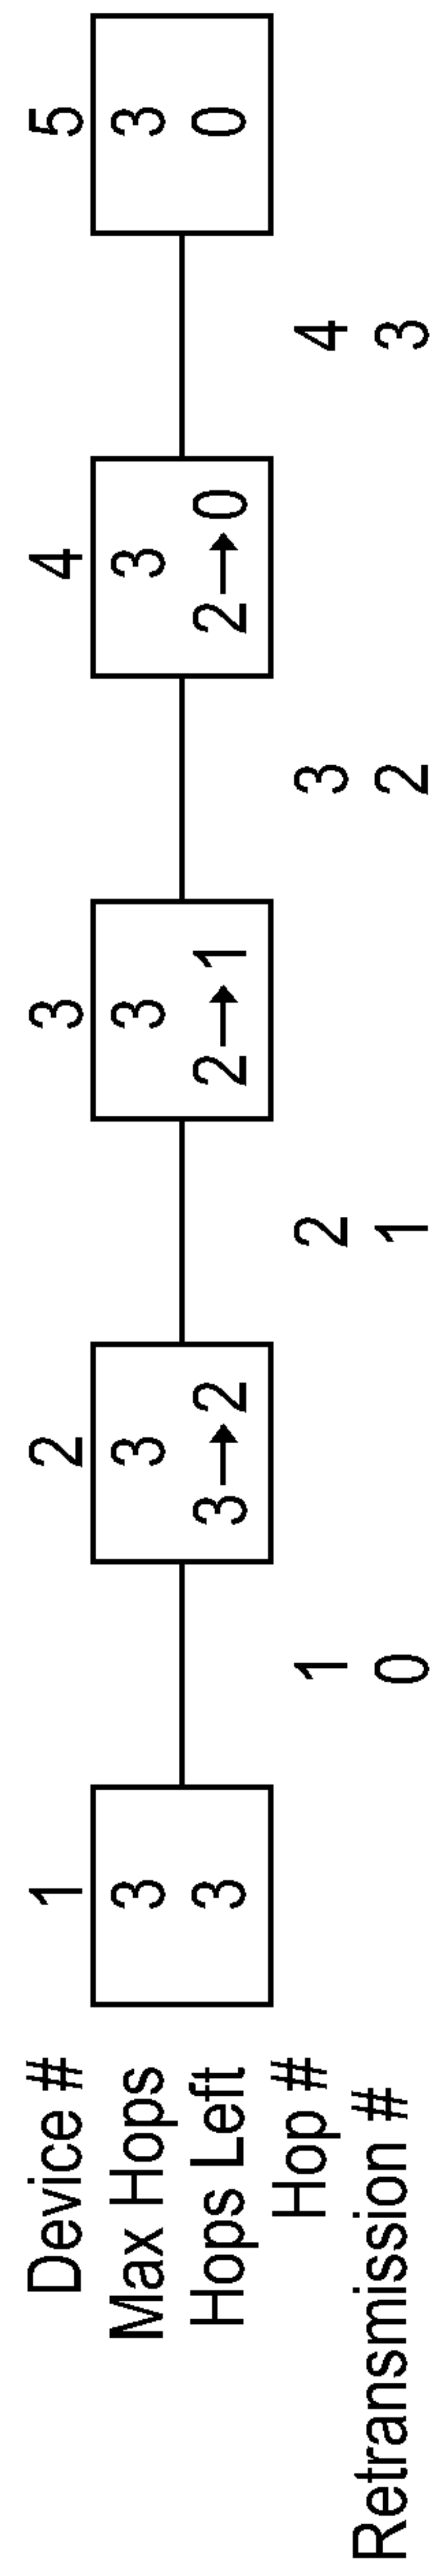 Device # 1 2 3 4 5
Max Hops 3 3 3 3 3
Hops Left 3 3→2 2→1 2→0 0
Hop # 1 2 3 4
Retransmission # 0 1 2 3